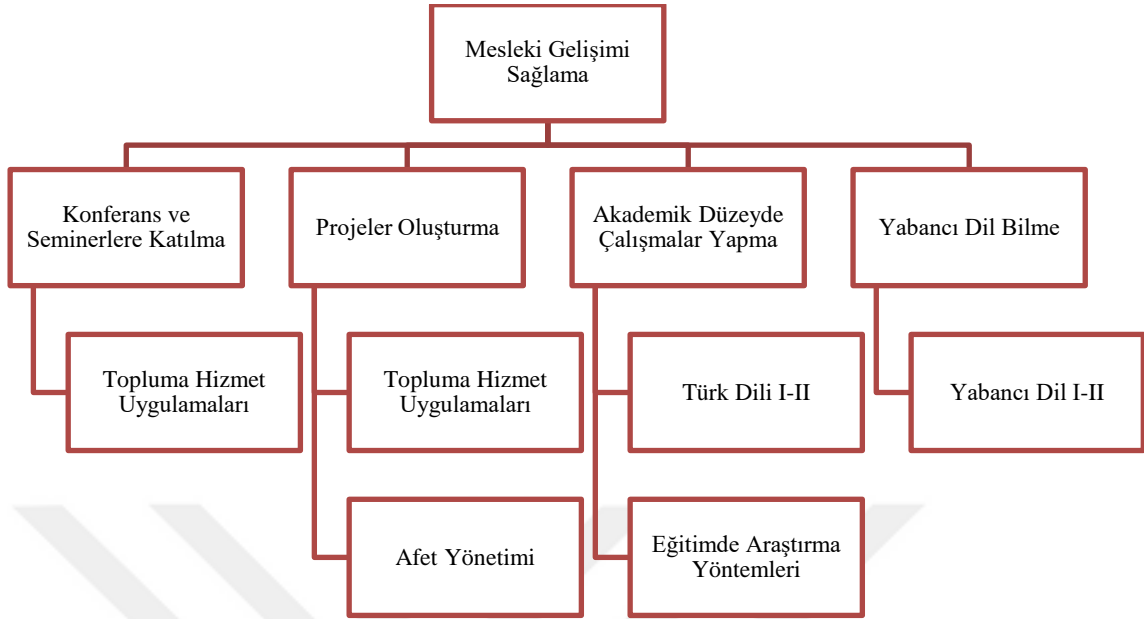 Mesleki Gelişimi
Sağlama
Konferans ve
Seminerlere Katılma
Projeler Oluşturma
Akademik Düzeyde
Çalışmalar Yapma
Yabancı Dil Bilme
Topluma Hizmet
Uygulamaları
Topluma Hizmet
Uygulamaları
Türk Dili I-II
Yabancı Dil I-II
Afet Yönetimi
Eğitimde Araştırma
Yöntemleri